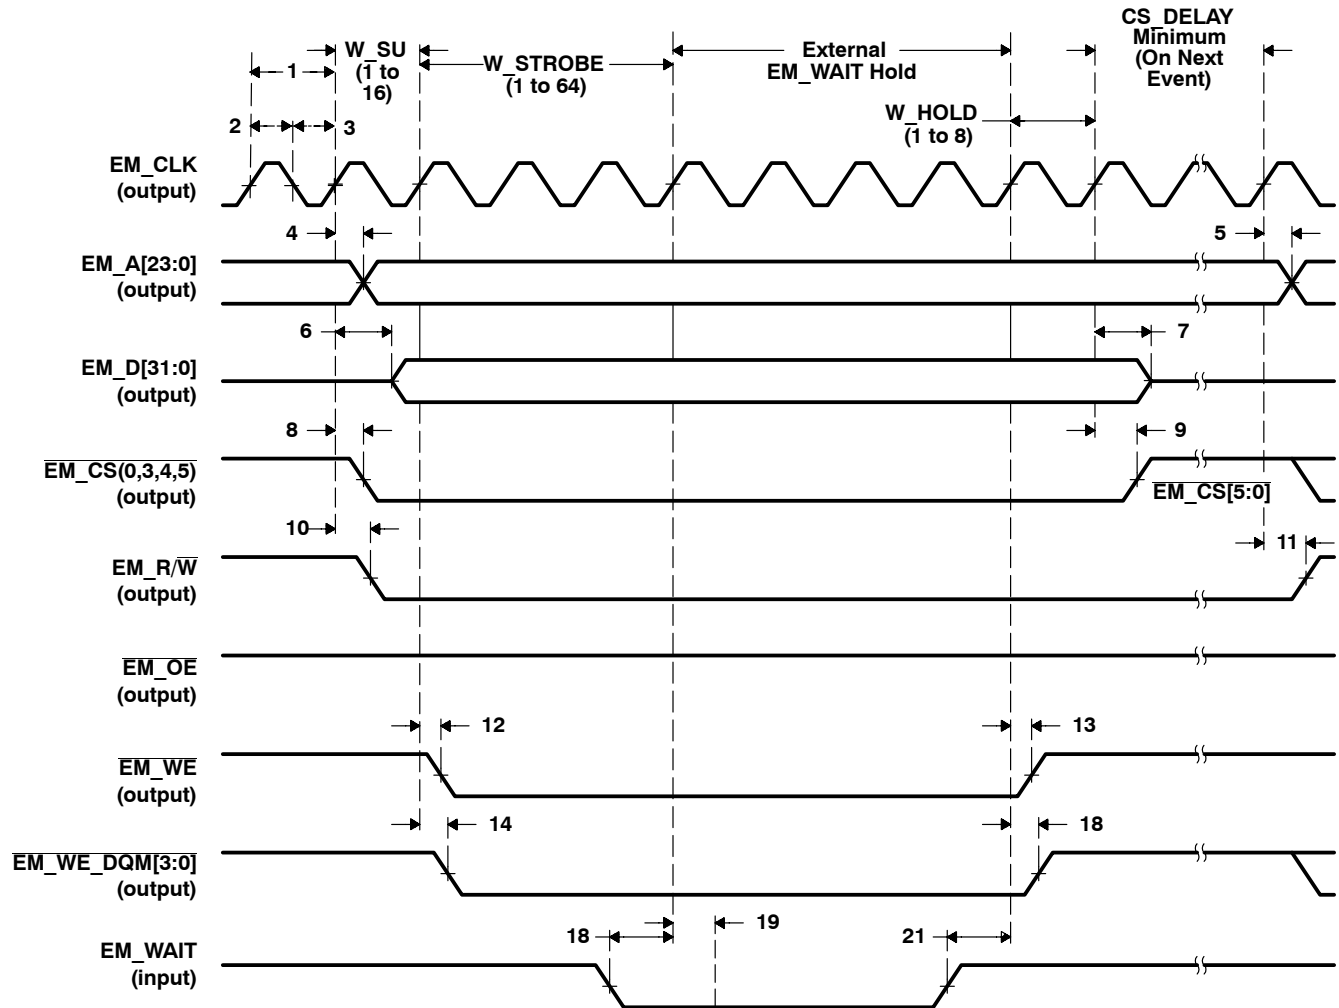 CS_DELAY
Minimum
(On Next
Event)
W_SU
(1 to
16)
W_STROBE
(1 to 64)
External
EM_WAIT Hold
W_HOLD
(1 to 8)
1
2
3
EM_CLK
(output)
4
5
EM_A[23:0]
(output)
6
7
EM_D[31:0]
(output)
8
9
EM_CS(0,3,4,5)
(output)
EM_CS[5:0]
10
11
EM_R/W
(output)
EM_OE
(output)
12
13
EM_WE
(output)
14
18
EM_WE_DQM[3:0]
(output)
18
19
21
EM_WAIT
(input)